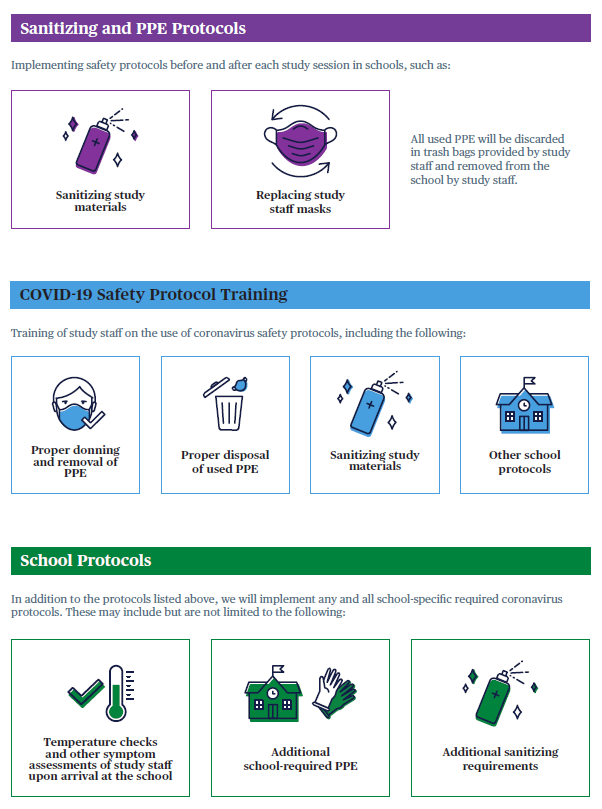 Sanitizing and PPE Protocols
Implementing safety protocols before and after each study session in schools, such as:
Sanitizing study
materials
Replacing study
staff masks
All used PPE will be discarded
in trash bags provided by study
staff and removed from the
school by study staff.
COVID-19 Safety Protocol Training
Training of study staff on the use of coronavirus safety protocols, including the following:
Proper donning
and removal of
PPE
Proper disposal
of used PPE
Sanitizing study
materials
Other school
protocols
School Protocols
In addition to the protocols listed above, we will implement any and all school-specific required coronavirus
protocols. These may include but are not limited to the following:
Temperature checks
and other symptom
assessments of study staff
upon arrival at the school
Additional
school-required PPE
Additional sanitizing
requirements